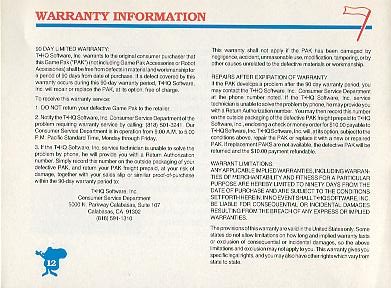 WARRANTY INFORMATION
90 DAY LIMITED WARRANTY:
T•HQ Software, Inc. warrants to the original consumer purchaser that
this Game Pak ("PAK") (not including Game Pak Accessories or Robot
Accessories) shall be free from defects in material and workmanship for
a period of 90 days from date of purchase. If a defect covered by this
warranty occurs during this 90-day warranty period, T•HQ Software,
Inc. will repair or replace the PAK, at its option, free of charge.
To receive this warranty service:
1. DO NOT return your defective Game Pak to the retailer.
2. Notify the T•HQ Software, Inc. Consumer Service Department of the
problem requiring warranty service by calling: (818) 591-1310. Our
Consumer Service Department is in operation from 9:00 A.M. to 5:00
P.M. Pacific Standard Time, Monday through Friday.
3. If the T•HQ Software, Inc. service technician is unable to solve the
problem by phone, he will provide you with a Return Authorization
number. Simply record this number on the outside packaging of your
defective PAK, and return your PAK freight prepaid, at your risk of
damage, together with your sales slip or similar proof-of-purchase
within the 90-day warranty period to:
T•HQ Software, Inc.
Consumer Service Department
5000 N. Parkway Calabasas, Suite 107
Calabasas, CA 91302
(818) 591-1310
12
This warranty shall not apply if the PAK has been damaged by
negligence, accident, unreasonable use, modification, tampering, or by
other causes unrelated to the defective materials or workmanship.
REPAIRS AFTER EXPIRATION OF WARRANTY
If the PAK develops a problem after the 90 day warranty period, you
may contact the T•HQ Software, Inc. Consumer Service Department
at the phone number noted. If the T•HQ Software, Inc. service
technician is unable to solve the problem by phone, he may provide you
with a Return Authorization number. You may then record this number
on the outside packaging of the defective PAK freight prepaid to T•HQ
Software, Inc., enclosing a check or money order for $10.00 payable to
T•HQ Software, Inc. T•HQ Software, Inc. will, at its option, subject to the
conditions above, repair the PAK or replace it with a new or repaired
PAK. If replacement PAKS are not available, the defective PAK will be
returned and the $10.00 payment refunded.
WARRANTY LIMITATIONS
ANY APPLICABLE IMPLIED WARRANTIES, INCLUDING WARRAN-
TIES OF MERCHANTABILITY AND FITNESS FOR A PARTICULAR
PURPOSE ARE HEREBY LIMITED TO NINETY DAYS FROM THE
DATE OF PURCHASE AND ARE SUBJECT TO THE CONDITIONS
SET FORTH HEREIN. IN NO EVENT SHALL T•HQ SOFTWARE, INC.
BE LIABLE FOR CONSEQUENTIAL OR INCIDENTAL DAMAGES
RESULTING FROM THE BREACH OF ANY EXPRESS OR IMPLIED
WARRANTIES.
The provisions of this warranty are valid in the United States only. Some
states do not allow limitations on how long and implied warranty lasts
or exclusion of consequential or incidental damages, so the above
limitations and exclusion may not apply to you. This warranty gives you
specific legal rights, and you may also have other rights which vary from
state to state.